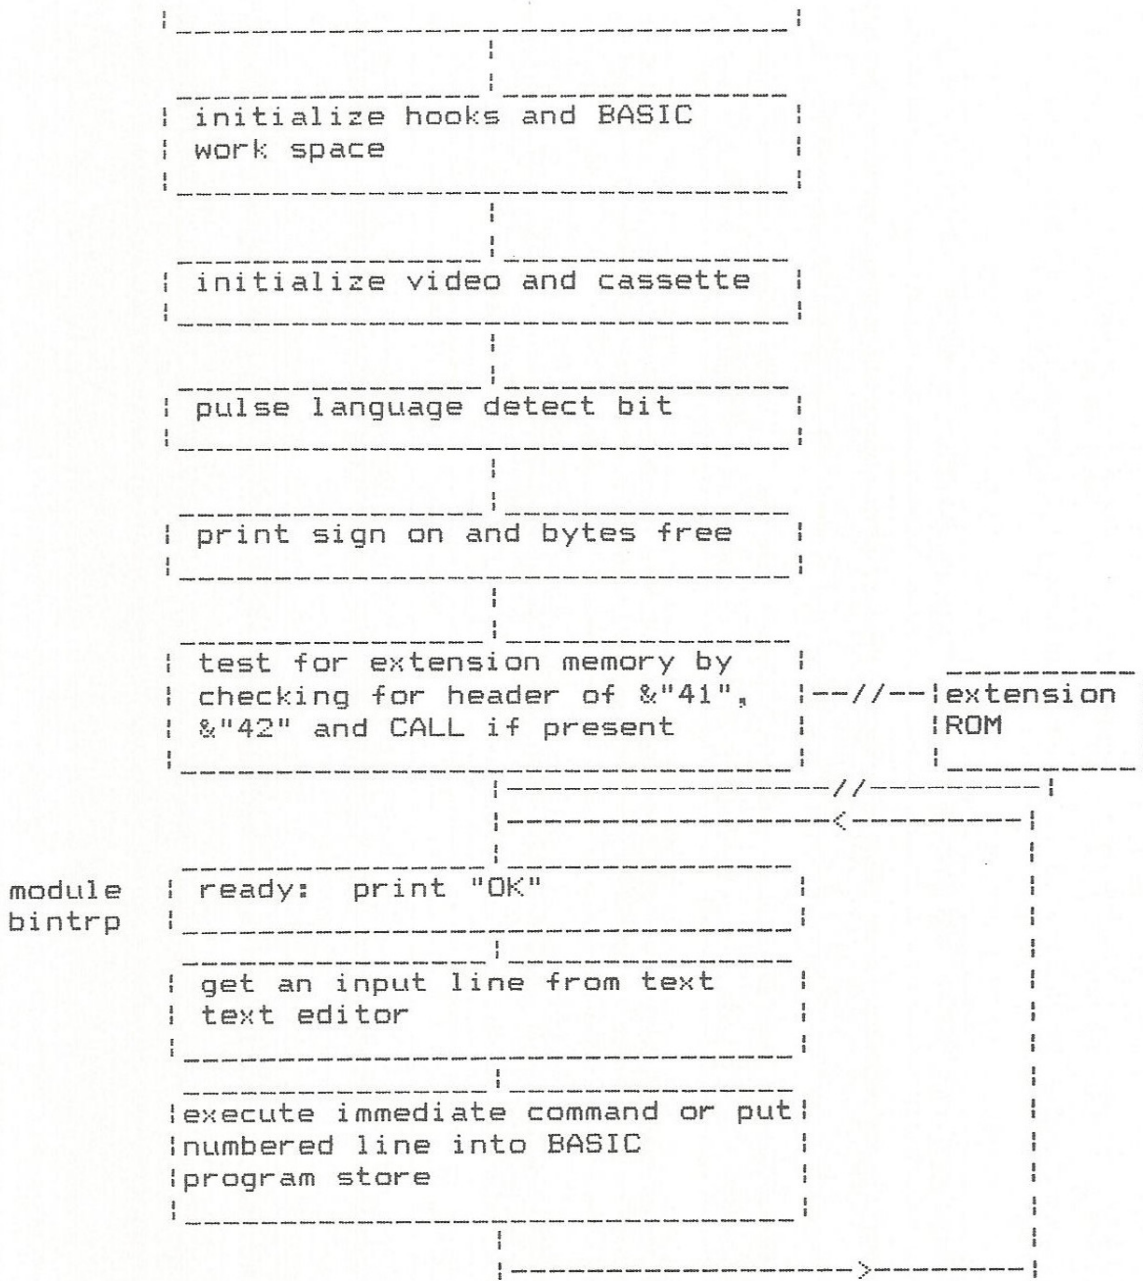 initialize hooks and BASIC
work space
initialize video and cassette
pulse language detect bit
print sign on and bytes free
test for extension memory by
checking for header of &"41",
&"42" and CALL if present
extension
ROM
module
bintrp
ready:  print "OK"
get an input line from text
text editor
execute immediate command or put
numbered line into BASIC
program store